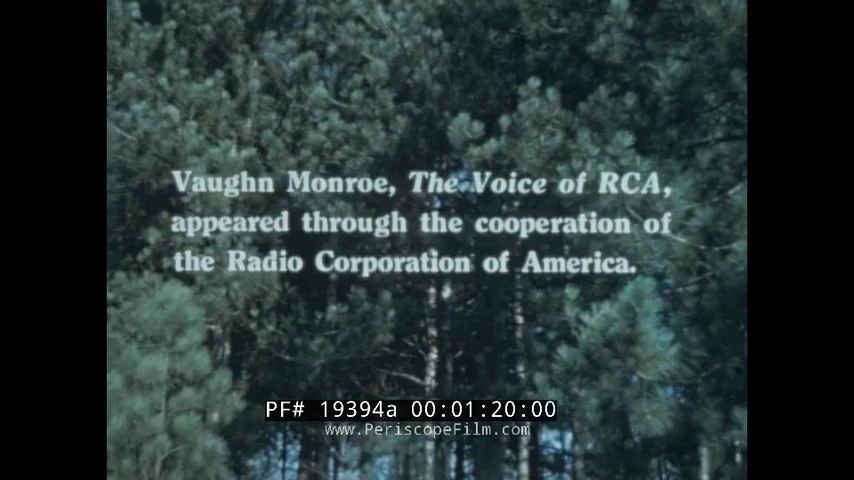 Vaughn Monroe, The Voice of RCA,
appeared through the cooperation of
the Radio Corporation of America.
PF# 19394a 00:01:20:00
www.PeriscopeFilm.com